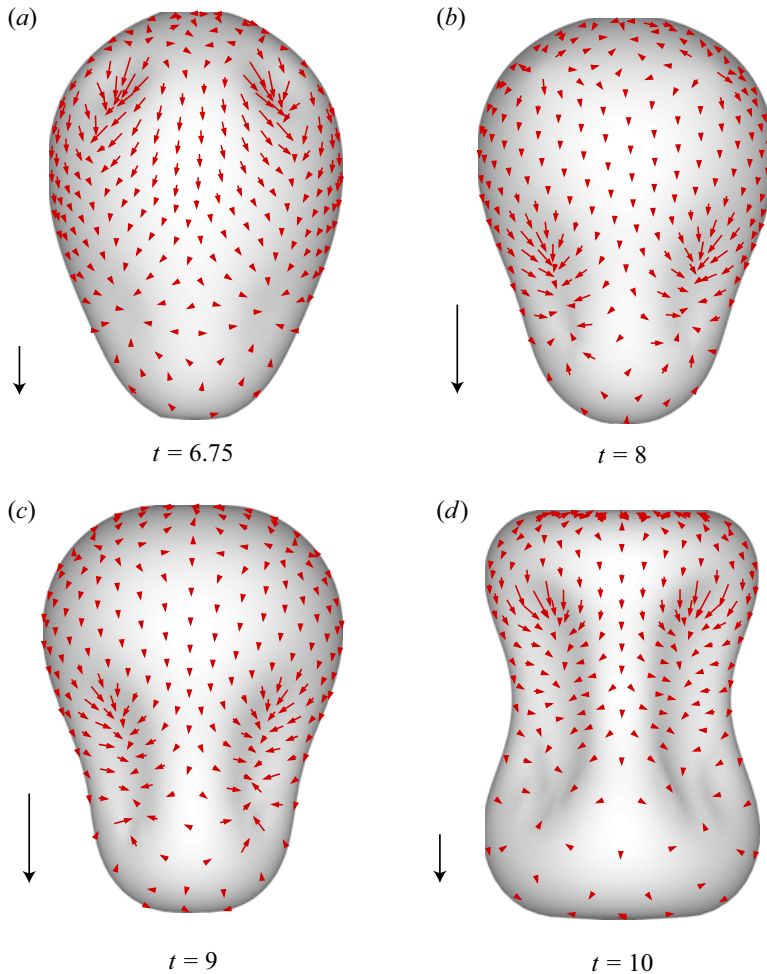 (a)
(b)
t = 6.75
t = 8
(c)
(d)
t = 9
t = 10